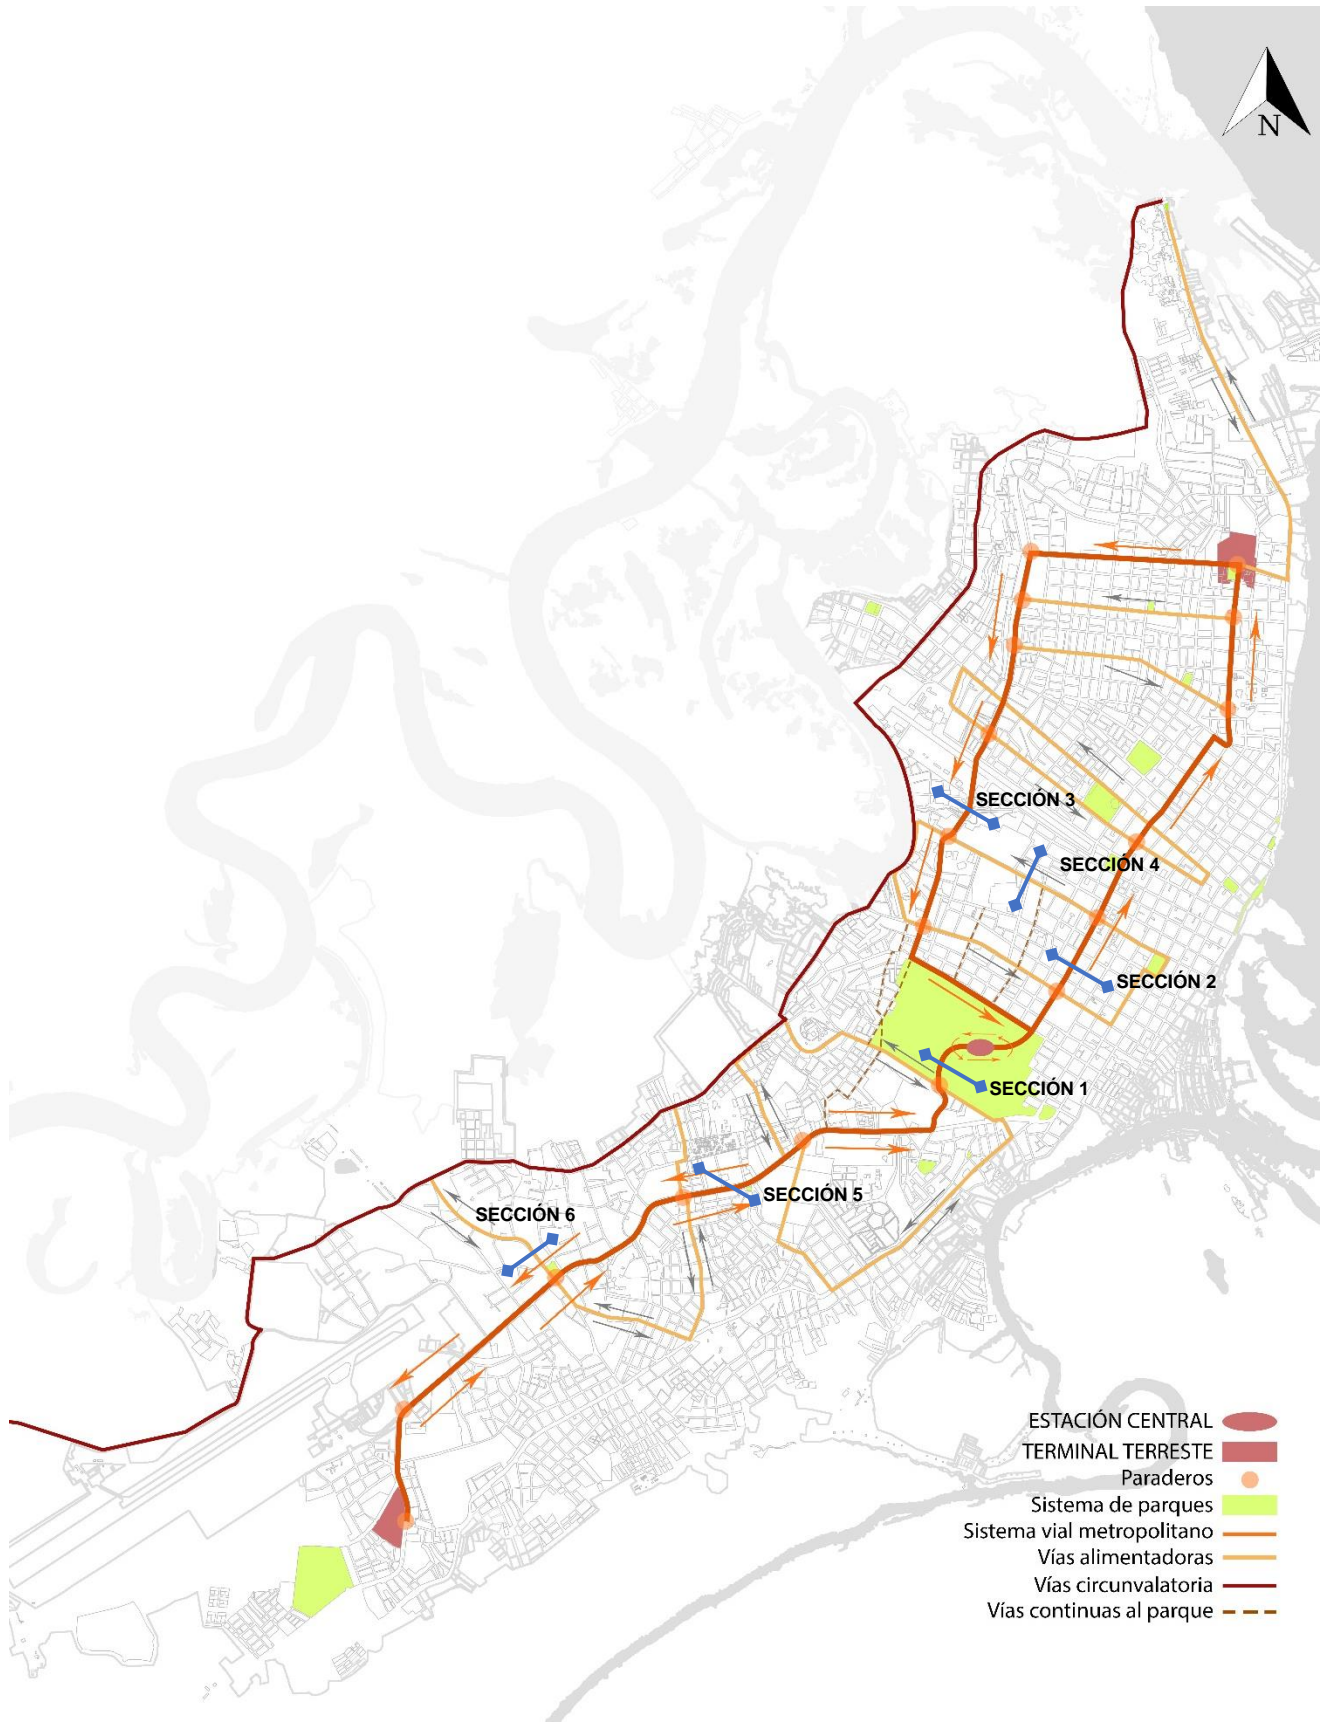 N
SECCIÓN 3
SECCIÓN 4
SECCIÓN 2
SECCIÓN 1
SECCIÓN 5
SECCIÓN 6
ESTACIÓN CENTRAL
TERMINAL TERRESTE
Paraderos
Sistema de parques
Sistema vial metropolitano
Vías alimentadoras
Vías circunvalatoria
Vías continuas al parque